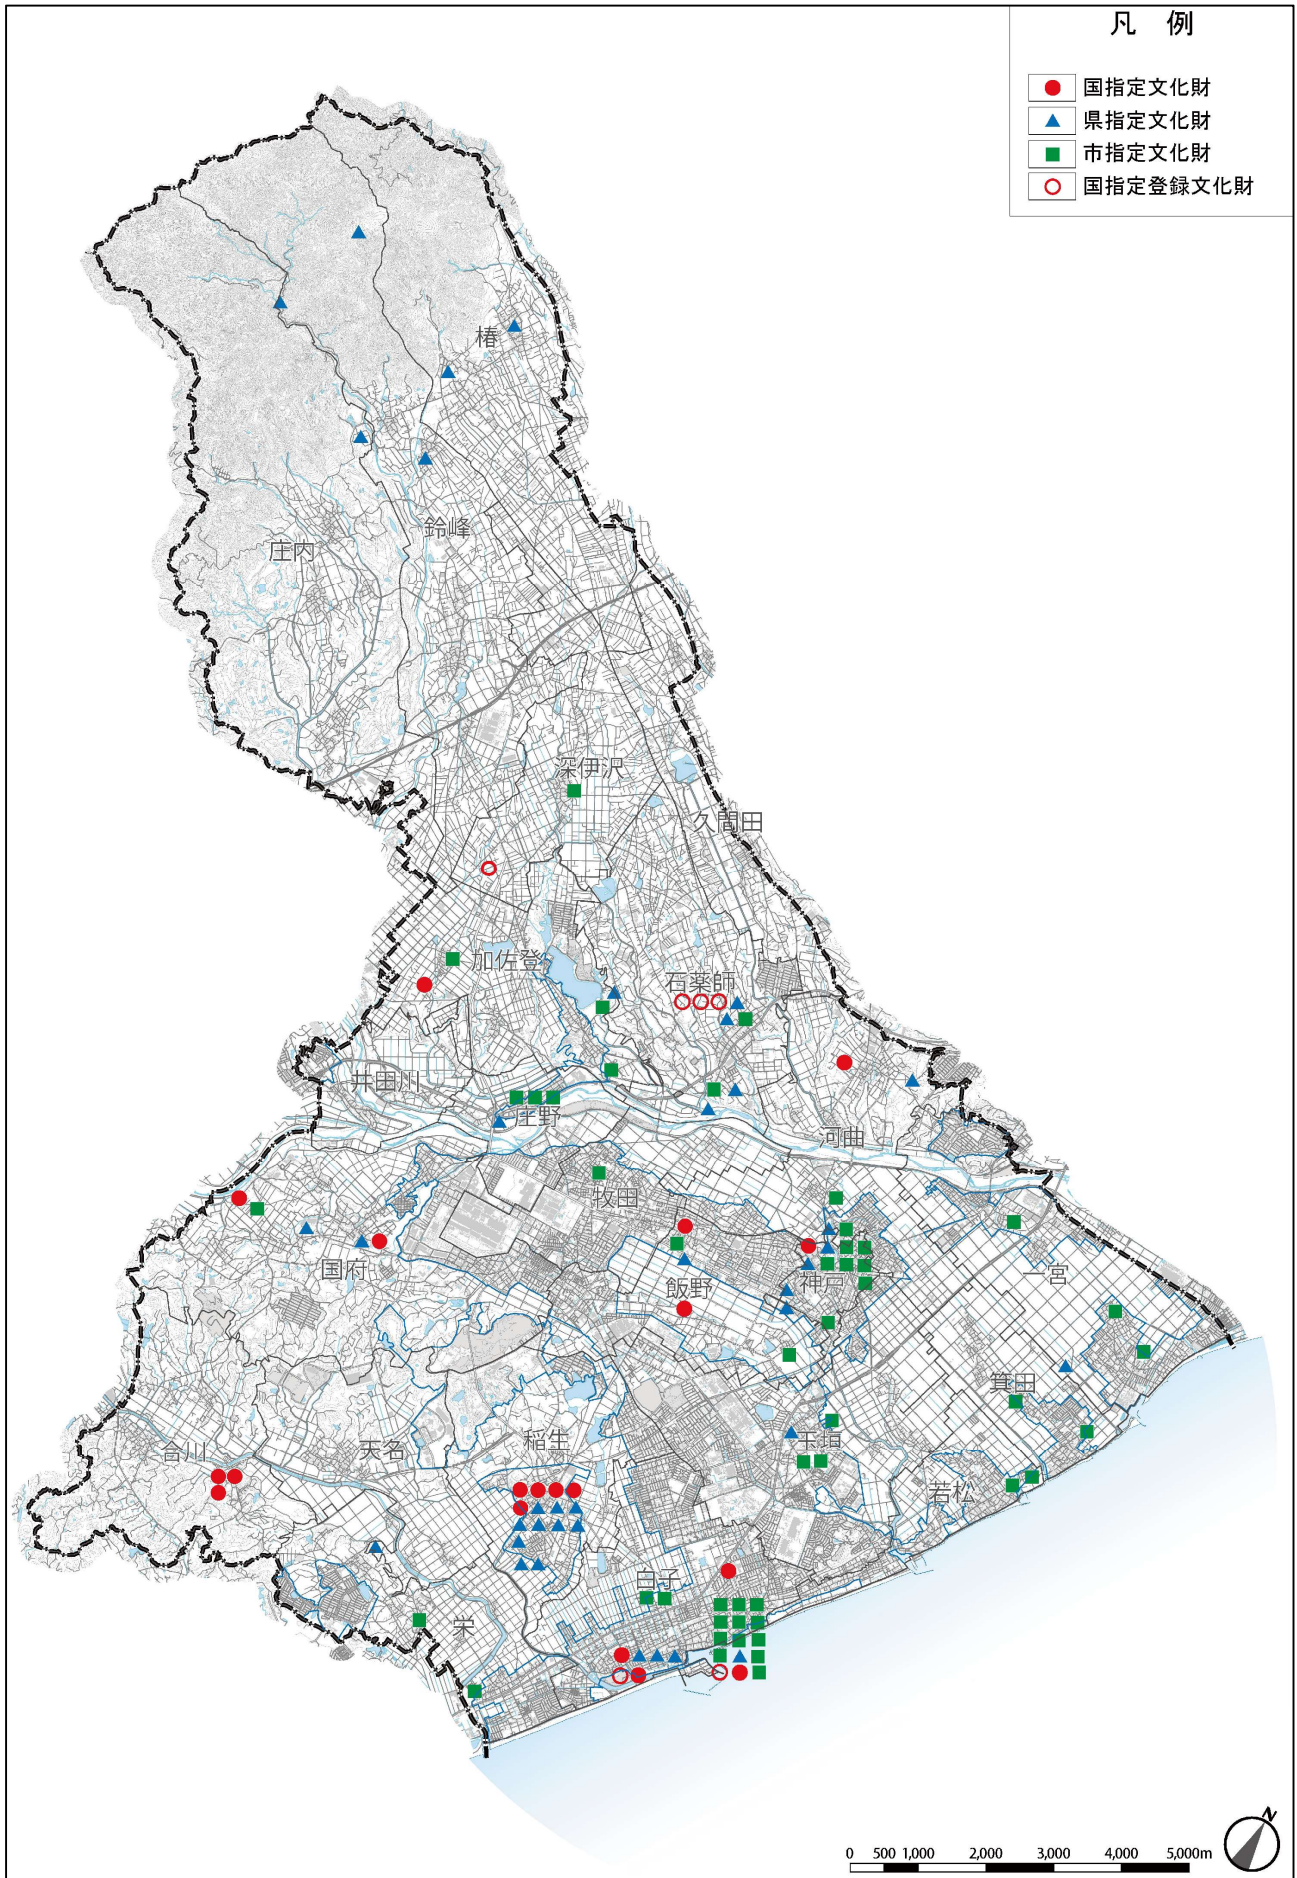 凡 例
国指定文化財
県指定文化財
市指定文化財
国指定登録文化財
椿
鈴峰
庄内
深伊沢
久間田
加佐登
石薬師
井田川
庄野
河曲
牧田
国府
飯野
神戸
一宮
箕田
合川
天名
稲生
玉垣
若松
白子
栄
N
0 500 1,000 2,000 3,000 4,000 5,000m